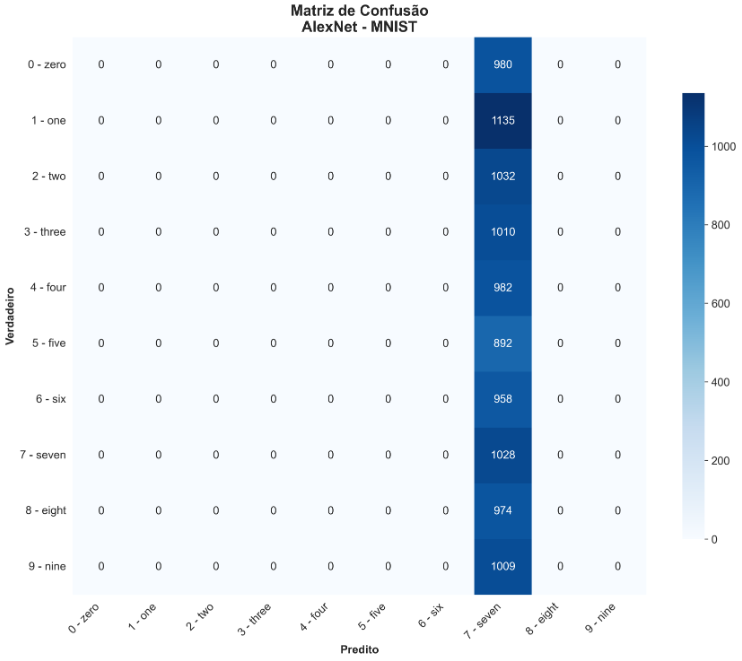 Matriz de Confusão
AlexNet - MNIST
0 - zero 0 0 0 0 0 0 0 980 0 0
1 - one 0 0 0 0 0 0 0 1135 0 0
2 - two 0 0 0 0 0 0 0 1032 0 0
3 - three 0 0 0 0 0 0 0 1010 0 0
4 - four 0 0 0 0 0 0 0 982 0 0
5 - five 0 0 0 0 0 0 0 892 0 0
6 - six 0 0 0 0 0 0 0 958 0 0
7 - seven 0 0 0 0 0 0 0 1028 0 0
8 - eight 0 0 0 0 0 0 0 974 0 0
9 - nine 0 0 0 0 0 0 0 1009 0 0
Verdadeiro
0 - zero 1 - one 2 - two 3 - three 4 - four 5 - five 6 - six 7 - seven 8 - eight 9 - nine
Predito
1000
800
600
400
200
0